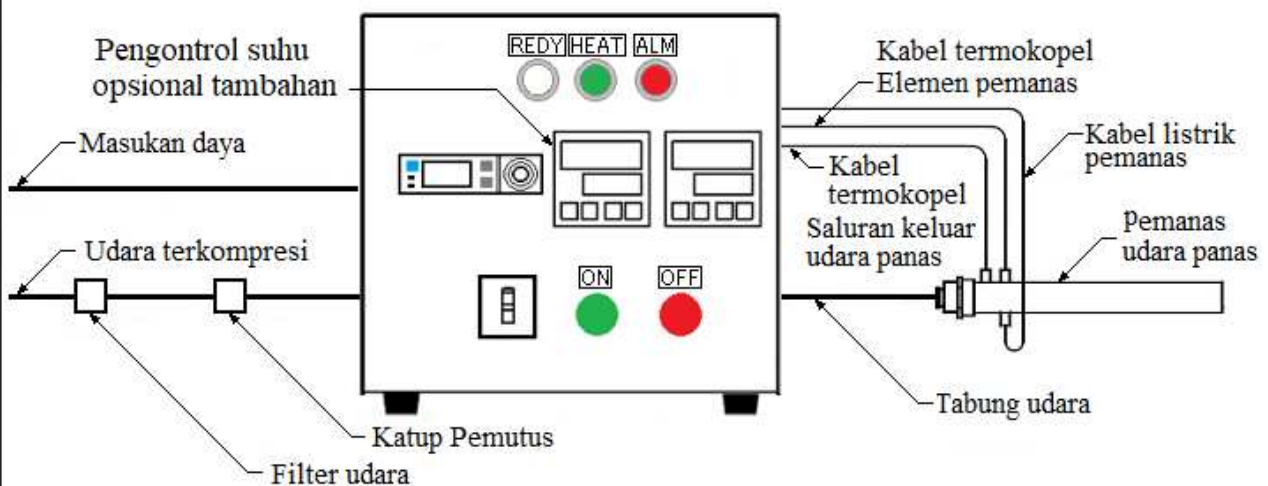 Pengontrol suhu
opsional tambahan
REDY HEAT ALM
Kabel termokopel
Elemen pemanas
Masukan daya
Kabel listrik
pemanas
Kabel
termokopel
Saluran keluar
udara panas
pemanas
udara panas
Udara terkompresi
ON OFF
Tabung udara
Katup Pemutus
Filter udara